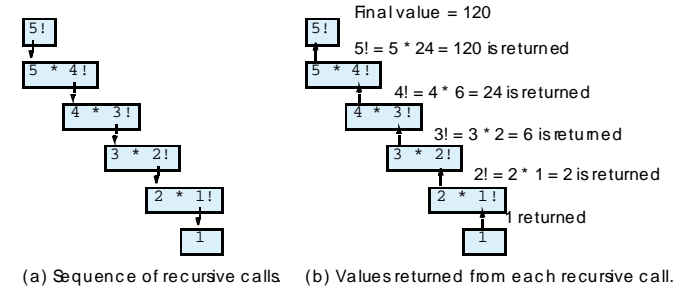 5!
5 * 4!
4 * 3!
3 * 2!
2 * 1!
1
(a) Sequence of recursive calls.
Final value = 120
5!
5! = 5 * 24 = 120 is returned
5 * 4!
4! = 4 * 6 = 24 is returned
4 * 3!
3! = 3 * 2 = 6 is returned
3 * 2!
2! = 2 * 1 = 2 is returned
2 * 1!
1 returned
1
(b) Values returned from each recursive call.